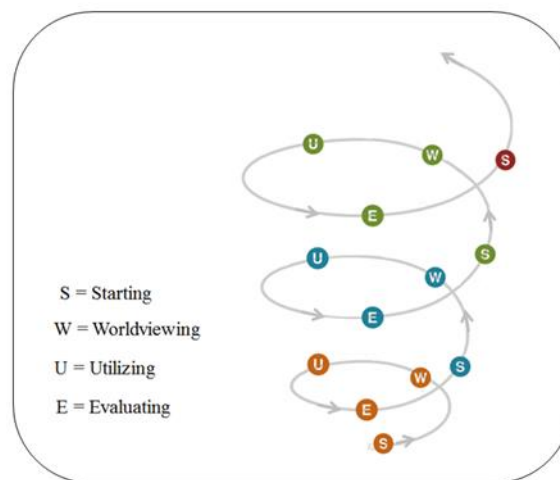 U
W
S
E
U
W
S
E
S = Starting
U
W
S
W = Worldviewing
U = Utilizing
E
E = Evaluating
S